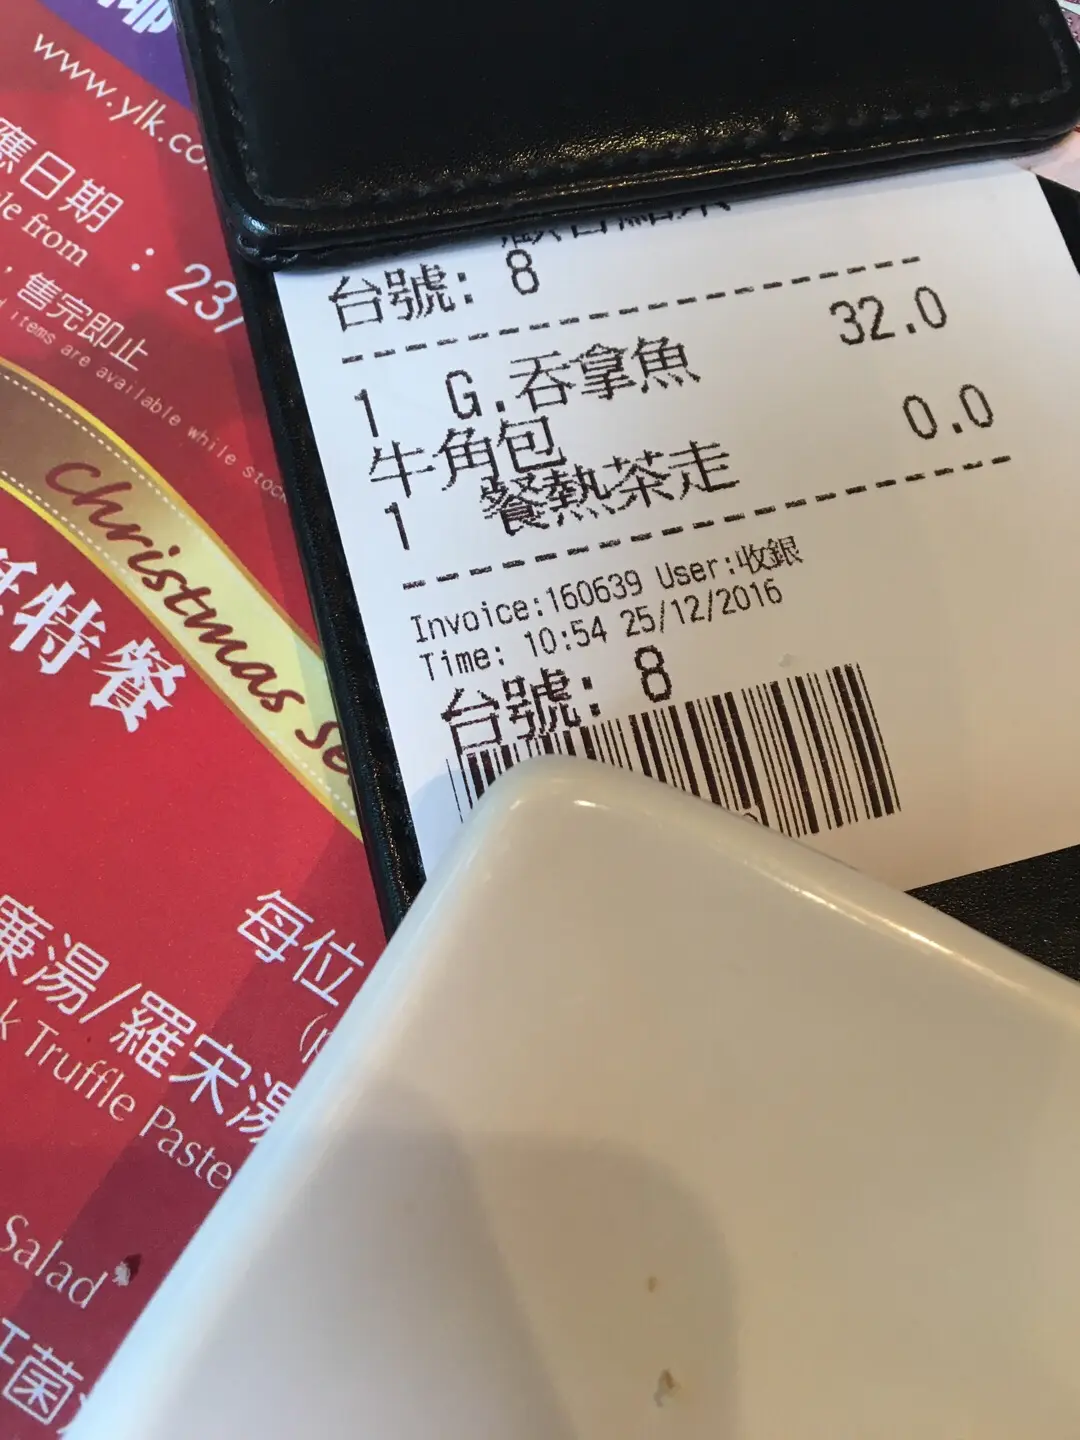 www.ylk.co
應日期
le from
: 23/
,售完即止
items are available while stock
Christmas Se
特餐
每位
廉湯/羅宋湯
k Truffle Paste
Salad
菌
台號: 8
1 G.吞拿魚 32.0
牛角包
1 餐熱茶走 0.0
Invoice:160639 User:收銀
Time: 10:54 25/12/2016
台號: 8